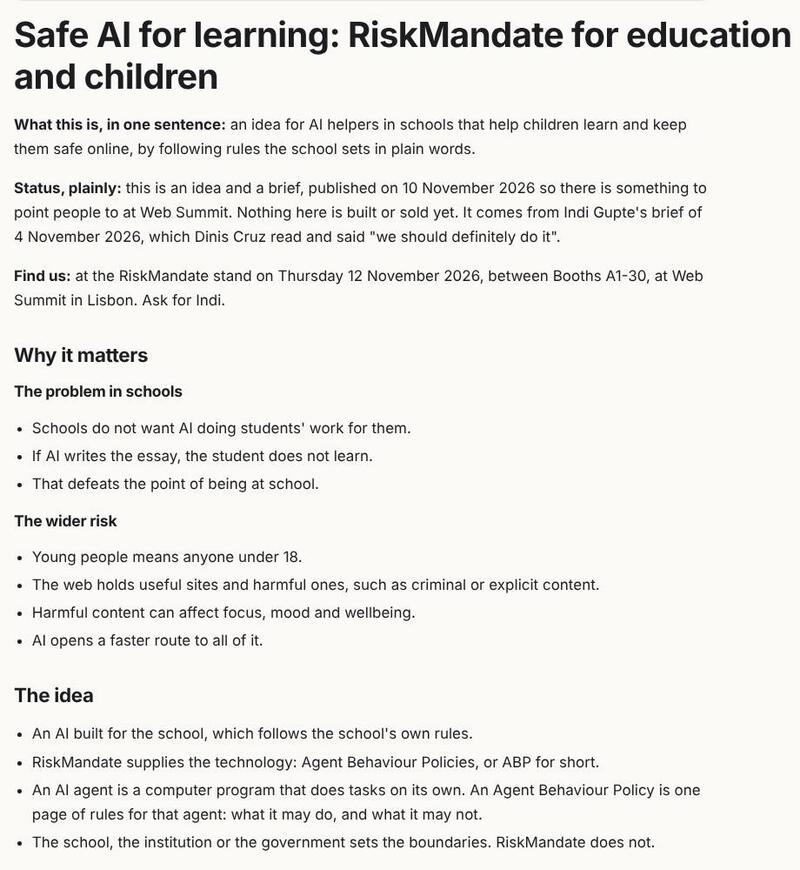 Safe AI for learning: RiskMandate for education
and children
What this is, in one sentence: an idea for AI helpers in schools that help children learn and keep
them safe online, by following rules the school sets in plain words.
Status, plainly: this is an idea and a brief, published on 10 November 2026 so there is something to
point people to at Web Summit. Nothing here is built or sold yet. It comes from Indi Gupte's brief of
4 November 2026, which Dinis Cruz read and said "we should definitely do it".
Find us: at the RiskMandate stand on Thursday 12 November 2026, between Booths A1-30, at Web
Summit in Lisbon. Ask for Indi.
Why it matters
The problem in schools
• Schools do not want AI doing students' work for them.
• If AI writes the essay, the student does not learn.
• That defeats the point of being at school.
The wider risk
• Young people means anyone under 18.
• The web holds useful sites and harmful ones, such as criminal or explicit content.
• Harmful content can affect focus, mood and wellbeing.
• AI opens a faster route to all of it.
The idea
• An AI built for the school, which follows the school's own rules.
• RiskMandate supplies the technology: Agent Behaviour Policies, or ABP for short.
• An AI agent is a computer program that does tasks on its own. An Agent Behaviour Policy is one
page of rules for that agent: what it may do, and what it may not.
• The school, the institution or the government sets the boundaries. RiskMandate does not.